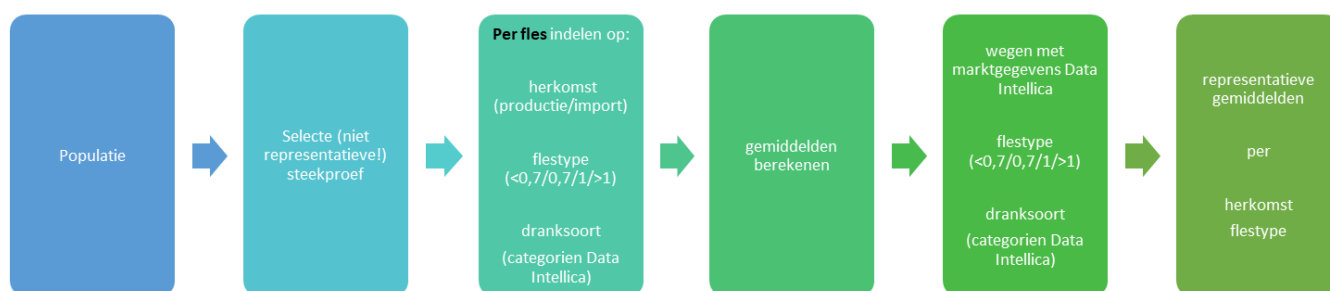 Populatie
Selecte (niet
representatieve!)
steekproef
Per fles indelen op:
herkomst
(productie/import)
flestype
(<0,7/0,7/1/>1)
dranksoort
(categorien Data
Intellica)
gemiddelden
berekenen
wegen met
marktgegevens Data
Intellica
flestype
(<0,7/0,7/1/>1)
dranksoort
(categorien Data
Intellica)
representatieve
gemiddelden
per
herkomst
flestype